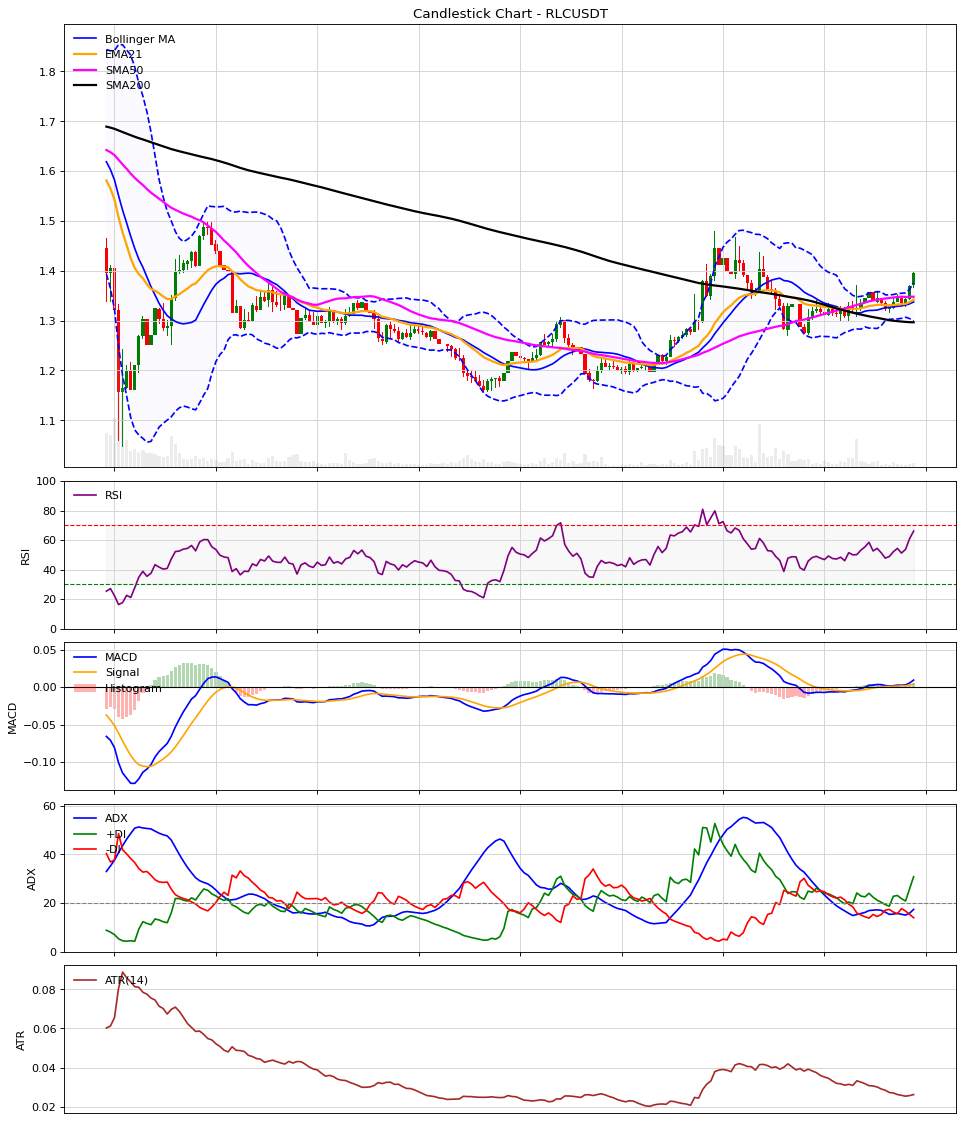 Candlestick Chart - RLCUSDT
Bollinger MA
EMA21
SMA50
SMA200
1.8
1.7
1.6
1.5
1.4
1.3
1.2
1.1
RSI
100
80
60
40
20
0
RSI
MACD
Signal
Histogram
0.05
0.00
−0.05
−0.10
MACD
ADX
+DI
-DI
60
40
20
0
ADX
ATR(14)
0.08
0.06
0.04
0.02
ATR